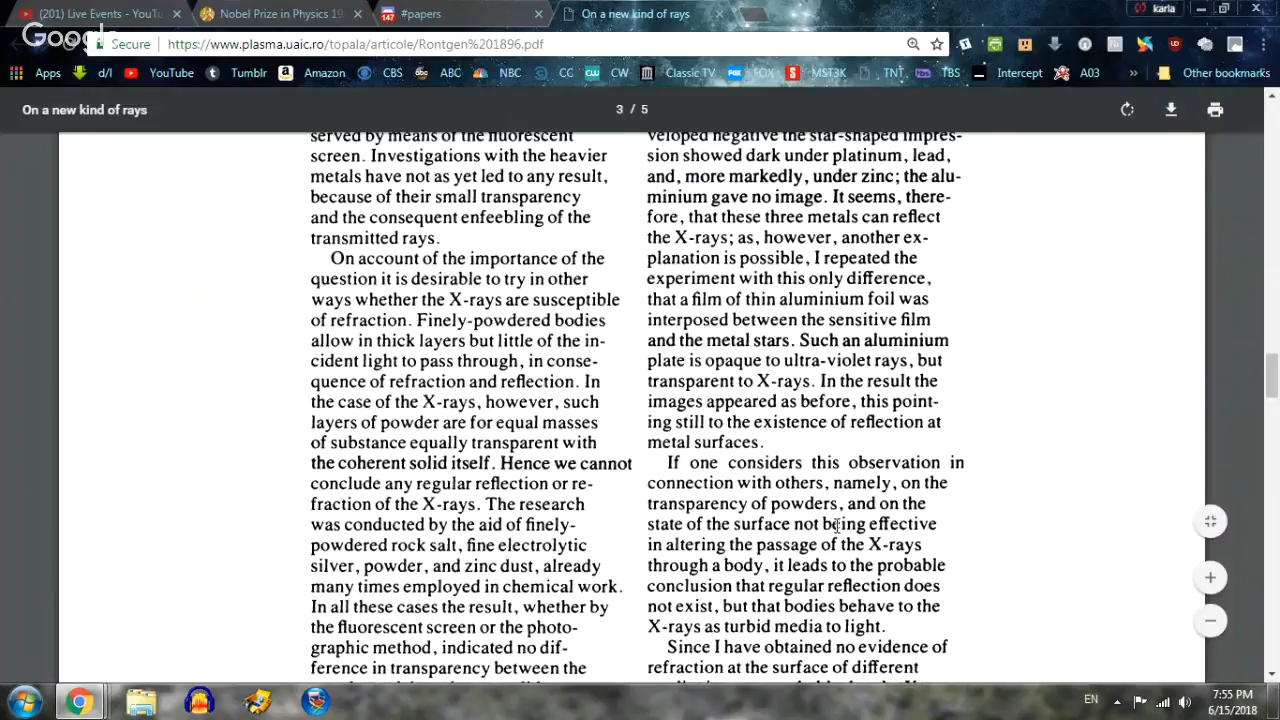 (201) Live Events - YouTu
Nobel Prize in Physics 19
147
#papers
On a new kind of rays
karla
Secure
https://www.plasma.uaic.ro/topala/articole/Rontgen%201896.pdf
Apps
d/l
YouTube
Tumblr
Amazon
CBS
ABC
NBC
CC
CW
Classic TV
FOX
MST3K
TNT
TBS
Intercept
AO3
»
Other bookmarks
On a new kind of rays
3 / 5
served by means of the fluorescent
screen. Investigations with the heavier
metals have not as yet led to any result,
because of their small transparency
and the consequent enfeebling of the
transmitted rays.
On account of the importance of the
question it is desirable to try in other
ways whether the X-rays are susceptible
of refraction. Finely-powdered bodies
allow in thick layers but little of the in-
cident light to pass through, in conse-
quence of refraction and reflection. In
the case of the X-rays, however, such
layers of powder are for equal masses
of substance equally transparent with
the coherent solid itself. Hence we cannot
conclude any regular reflection or re-
fraction of the X-rays. The research
was conducted by the aid of finely-
powdered rock salt, fine electrolytic
silver, powder, and zinc dust, already
many times employed in chemical work.
In all these cases the result, whether by
the fluorescent screen or the photo-
graphic method, indicated no dif-
ference in transparency between the
veloped negative the star-shaped impres-
sion showed dark under platinum, lead,
and, more markedly, under zinc; the alu-
minium gave no image. It seems, there-
fore, that these three metals can reflect
the X-rays; as, however, another ex-
planation is possible, I repeated the
experiment with this only difference,
that a film of thin aluminium foil was
interposed between the sensitive film
and the metal stars. Such an aluminium
plate is opaque to ultra-violet rays, but
transparent to X-rays. In the result the
images appeared as before, this point-
ing still to the existence of reflection at
metal surfaces.
If one considers this observation in
connection with others, namely, on the
transparency of powders, and on the
state of the surface not being effective
in altering the passage of the X-rays
through a body, it leads to the probable
conclusion that regular reflection does
not exist, but that bodies behave to the
X-rays as turbid media to light.
Since I have obtained no evidence of
refraction at the surface of different
EN
7:55 PM
6/15/2018